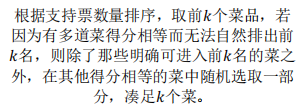 根据支持票数量排序，取前k个菜品，若
因为有多道菜得分相等而无法自然排出前
k名，则除了那些明确可进入前k名的菜之
外，在其他得分相等的菜中随机选取一部
分，凑足k个菜。